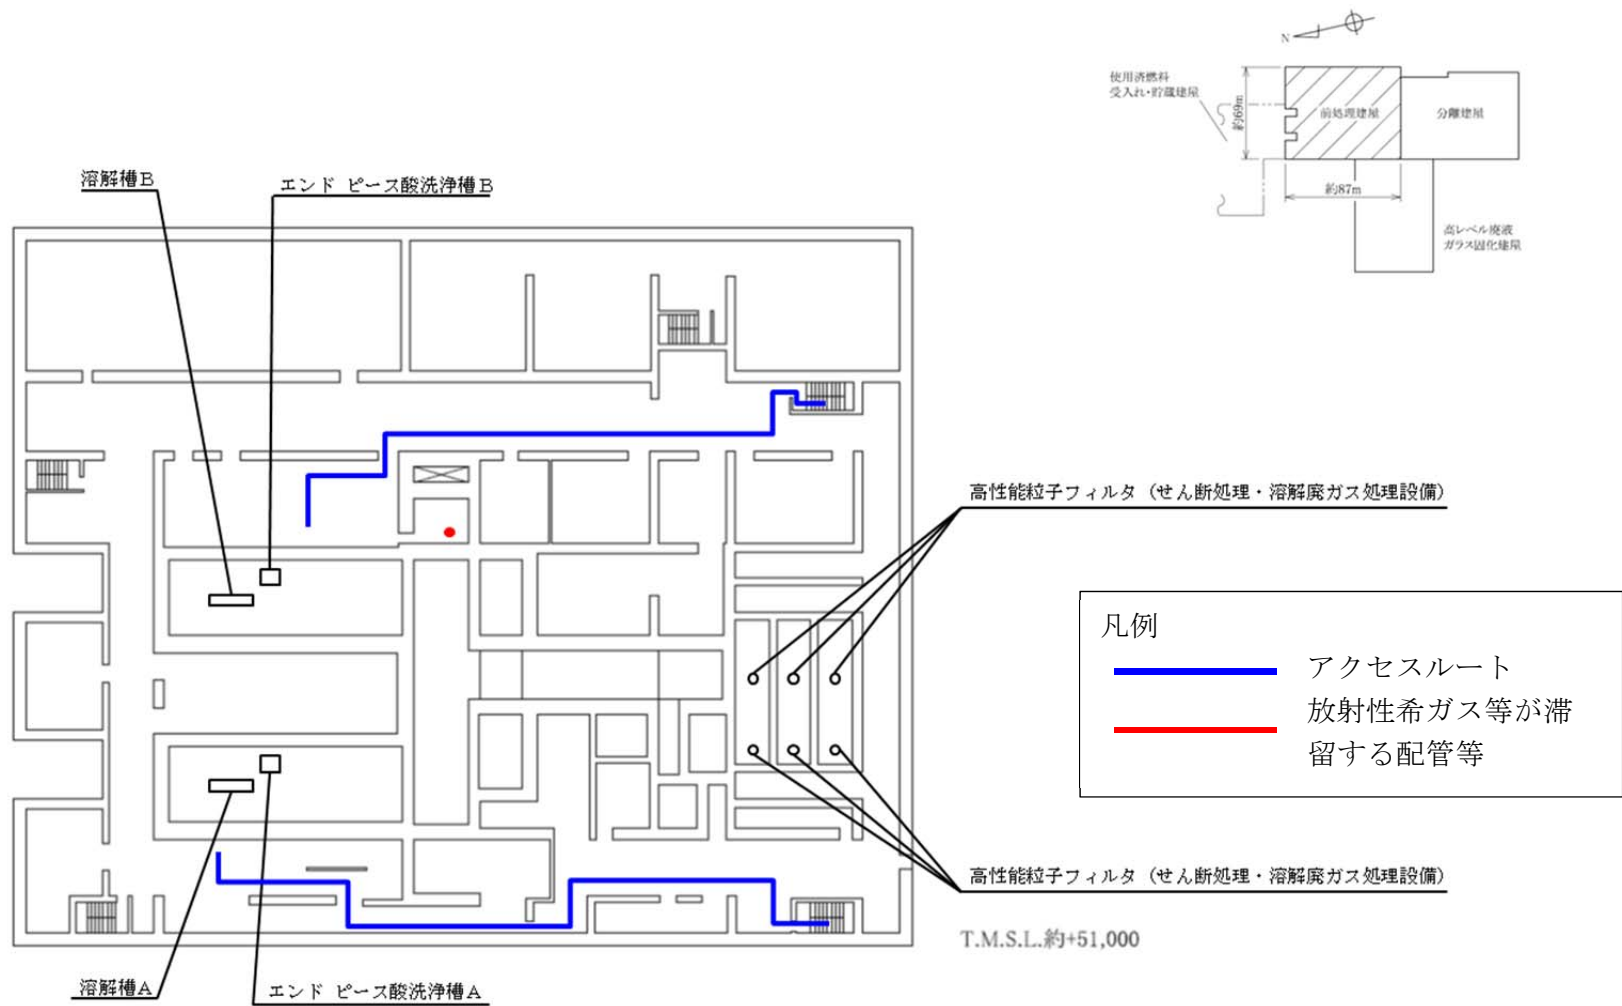 N
使用済燃料
受入れ・貯蔵建屋
約69m
前処理建屋
分離建屋
約87m
高レベル廃液
ガラス固化建屋
溶解槽B
エンド ピース酸洗浄槽B
高性能粒子フィルタ (せん断処理・溶解廃ガス処理設備)
凡例
アクセスルート
放射性希ガス等が滞
留する配管等
高性能粒子フィルタ (せん断処理・溶解廃ガス処理設備)
T.M.S.L.約+51,000
溶解槽A
エンド ピース酸洗浄槽A